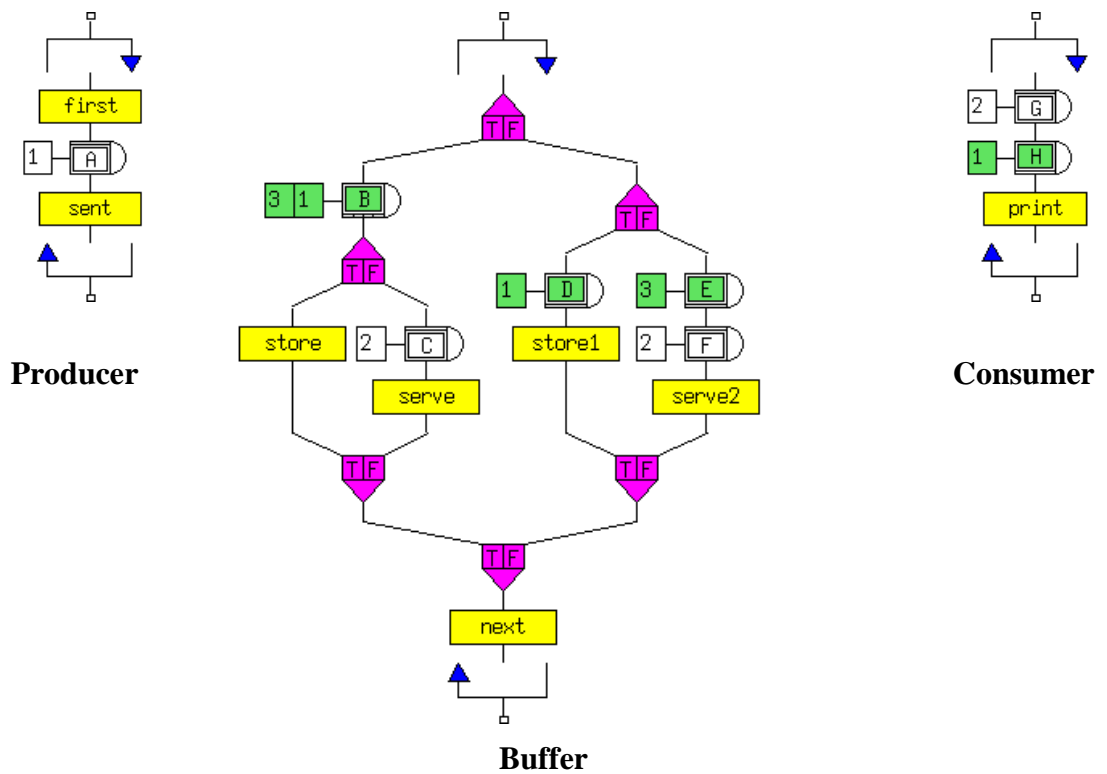 first
1 A
sent
Producer
T F
3 1 B
T F
store
2 C
serve
T F
T F
1 D
store1
3 E
2 F
serve2
T F
T F
next
Buffer
2 G
1 H
print
Consumer